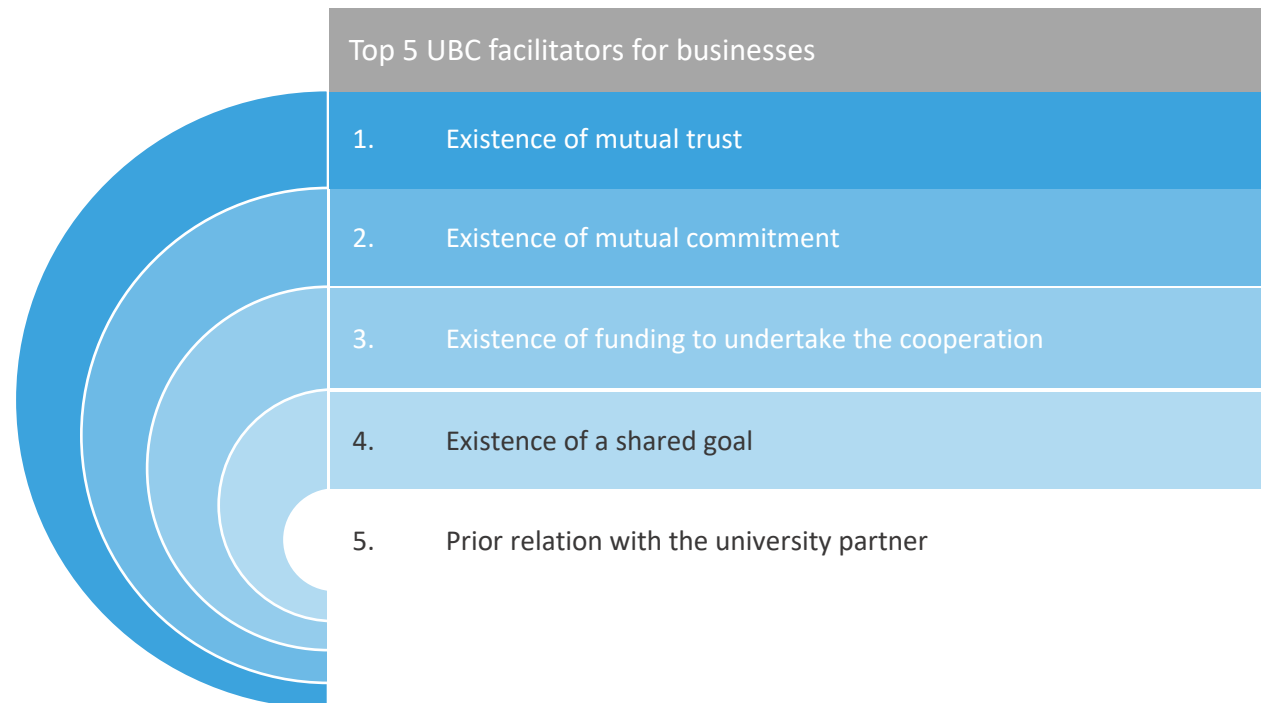 Top 5 UBC facilitators for businesses
1. Existence of mutual trust
2. Existence of mutual commitment
3. Existence of funding to undertake the cooperation
4. Existence of a shared goal
5. Prior relation with the university partner